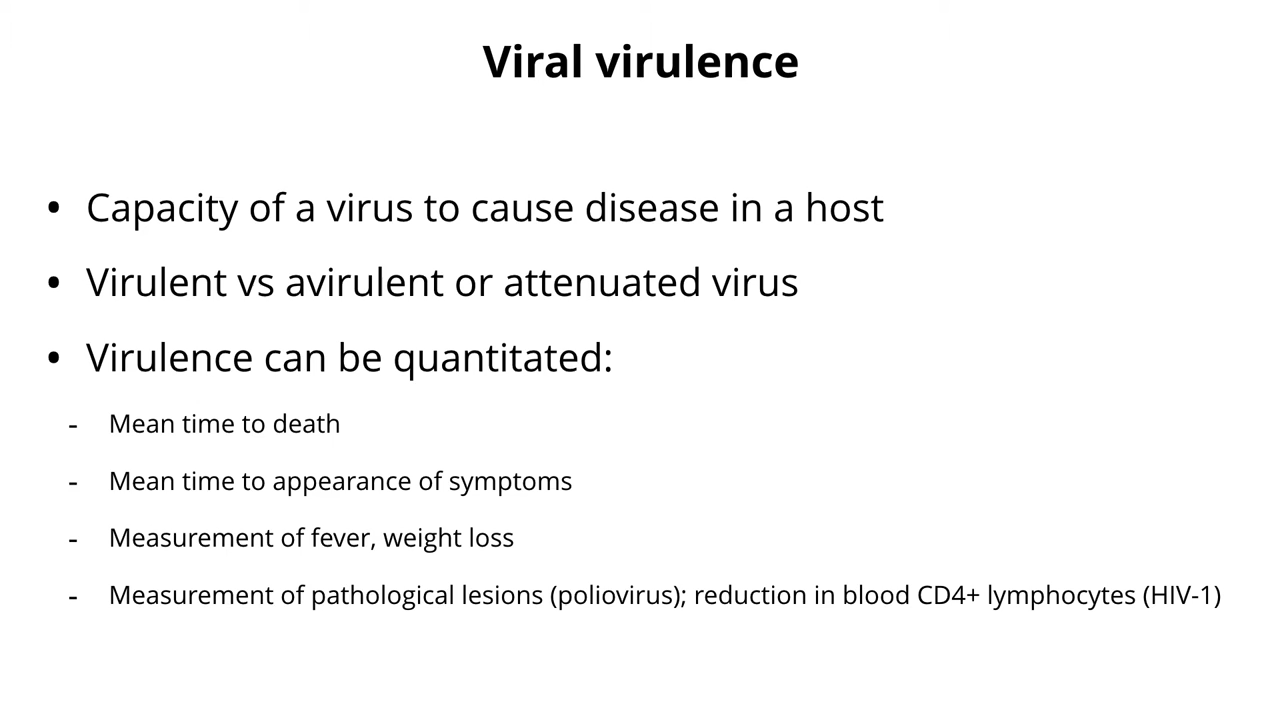 Viral virulence
• Capacity of a virus to cause disease in a host
• Virulent vs avirulent or attenuated virus
• Virulence can be quantitated:
- Mean time to death
- Mean time to appearance of symptoms
- Measurement of fever, weight loss
- Measurement of pathological lesions (poliovirus); reduction in blood CD4+ lymphocytes (HIV-1)